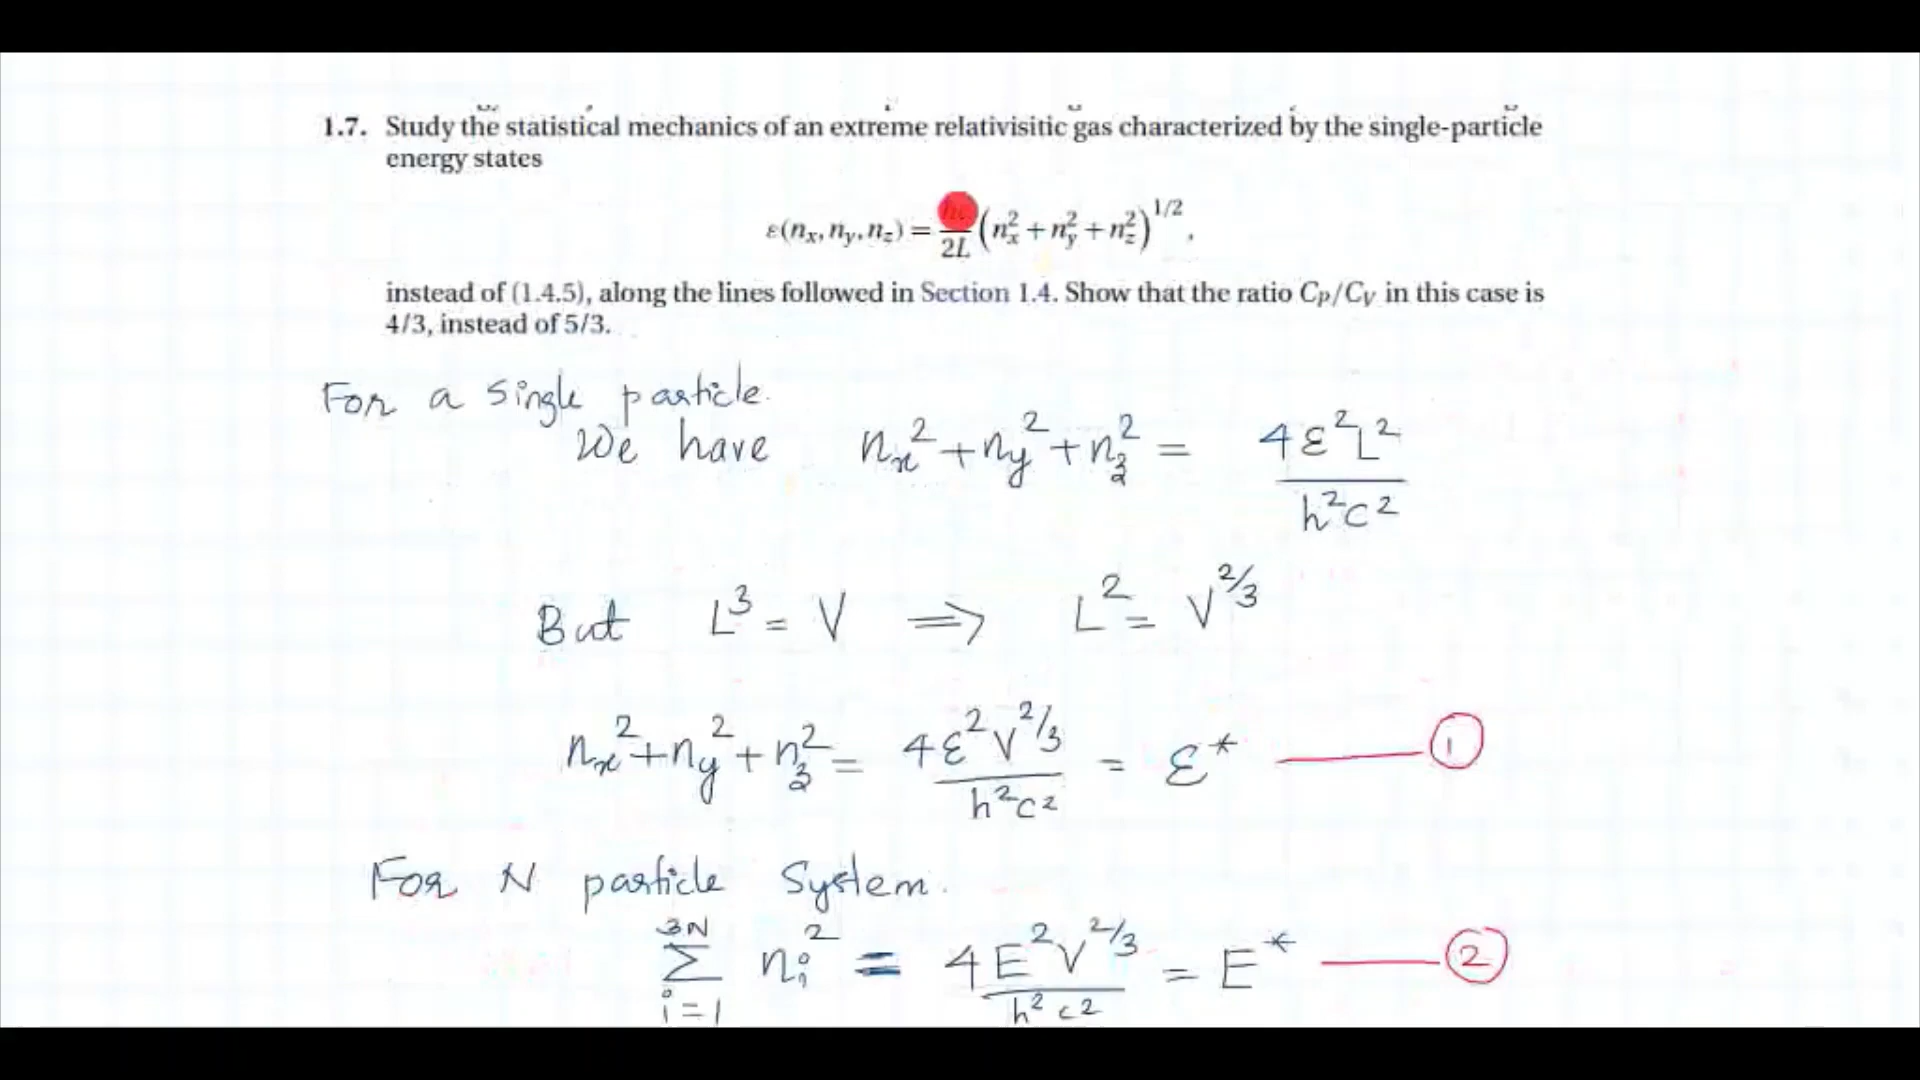 1.7. Study the statistical mechanics of an extreme relativisitic gas characterized by the single-particle
energy states
ε(nx, ny, nz) = hc/2L (nx² + ny² + nz²)^1/2,
instead of (1.4.5), along the lines followed in Section 1.4. Show that the ratio CP/CV in this case is
4/3, instead of 5/3.
For a single particle.
We have nx² + ny² + nz² = 4ε²L² / h²c²
But L³ = V ⇒ L² = V^2/3
nx² + ny² + nz² = 4ε²V^2/3 / h²c² = ε* —— ①
For N particle System.
∑_{i=1}^{3N} ni² = 4E²V^2/3 / h²c² = E* —— ②